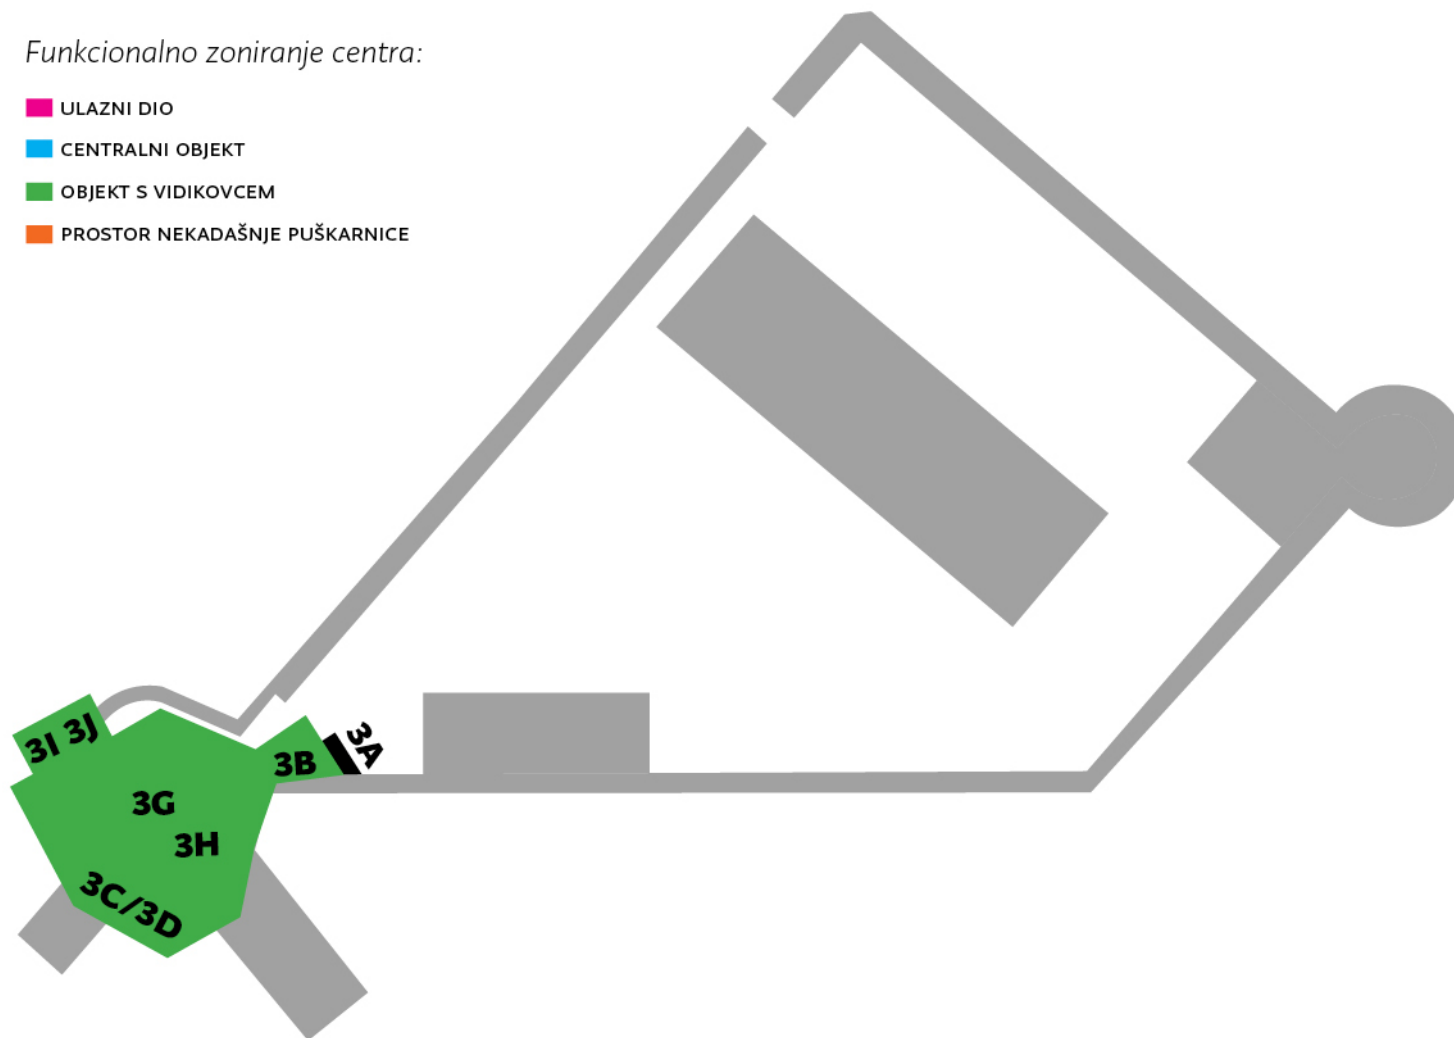 Funkcionalno zoniranje centra:
ULAZNI DIO
CENTRALNI OBJEKT
OBJEKT S VIDIKOVCEM
PROSTOR NEKADAŠNJE PUŠKARNICE
3I 3J
3A
3B
3G
3H
3C/3D